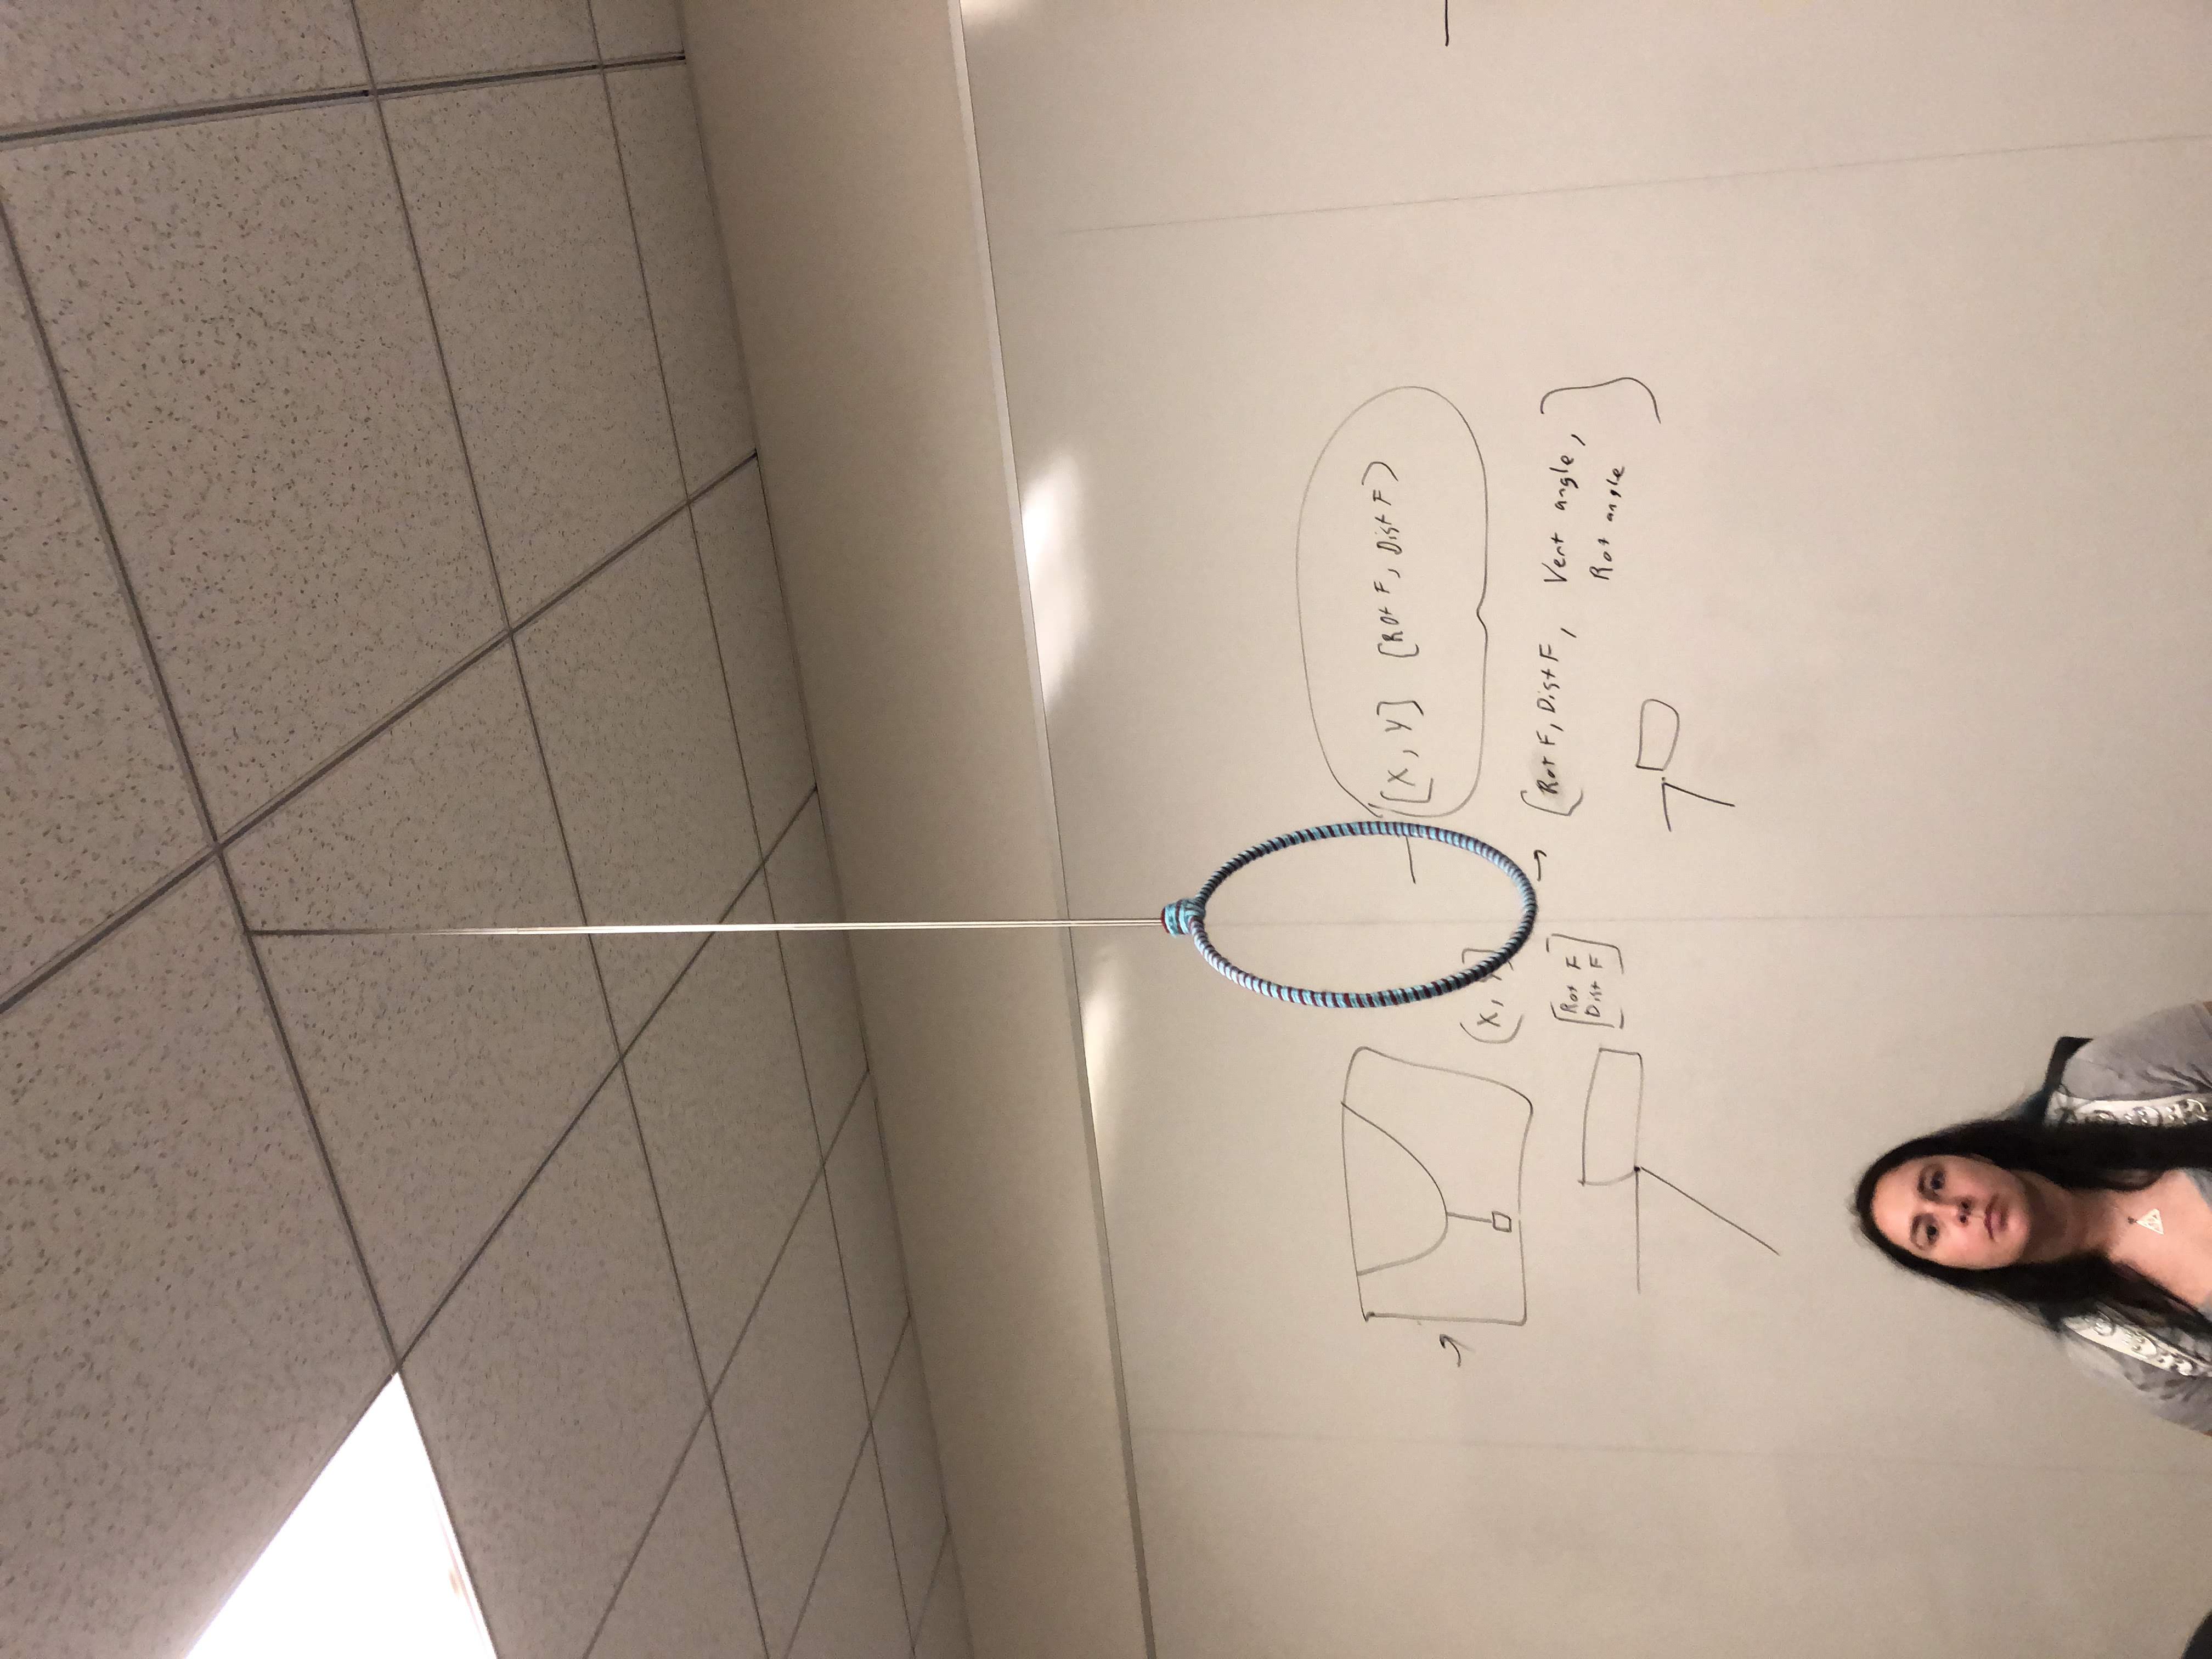 [X, Y] [Rot F, Dist F)
(X, Y]
[Rot F
Dist F]
→ [Rot F, Dist F, Vert angle,
Rot angle]